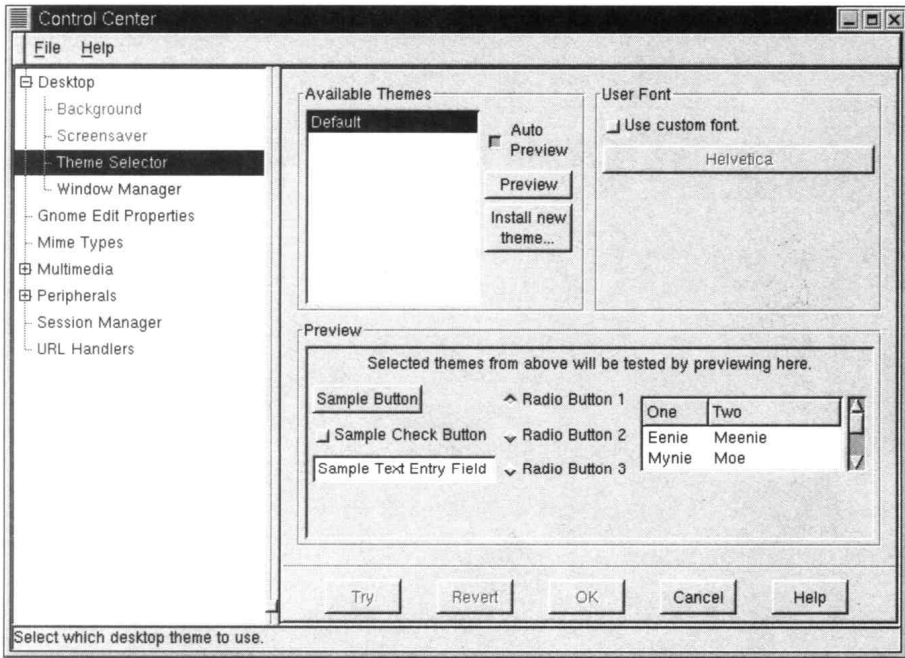 Control Center
File Help
Desktop
Background
Screensaver
Theme Selector
Window Manager
Gnome Edit Properties
Mime Types
Multimedia
Peripherals
Session Manager
URL Handlers
Available Themes
Default
Auto
Preview
Preview
Install new
theme...
User Font
Use custom font.
Helvetica
Preview
Selected themes from above will be tested by previewing here.
Sample Button
Sample Check Button
Sample Text Entry Field
Radio Button 1
Radio Button 2
Radio Button 3
One Two
Eenie Meenie
Mynie Moe
Try Revert OK Cancel Help
Select which desktop theme to use.